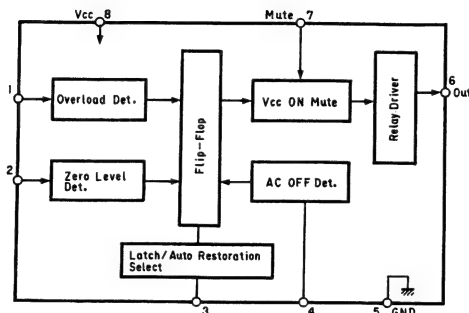 Vcc 8
Mute 7
1
Overload Det.
Flip-Flop
Vcc ON Mute
Relay Driver
6
Out
2
Zero Level
Det.
AC OFF Det.
Latch/Auto Restoration
Select
3
4
5 GND